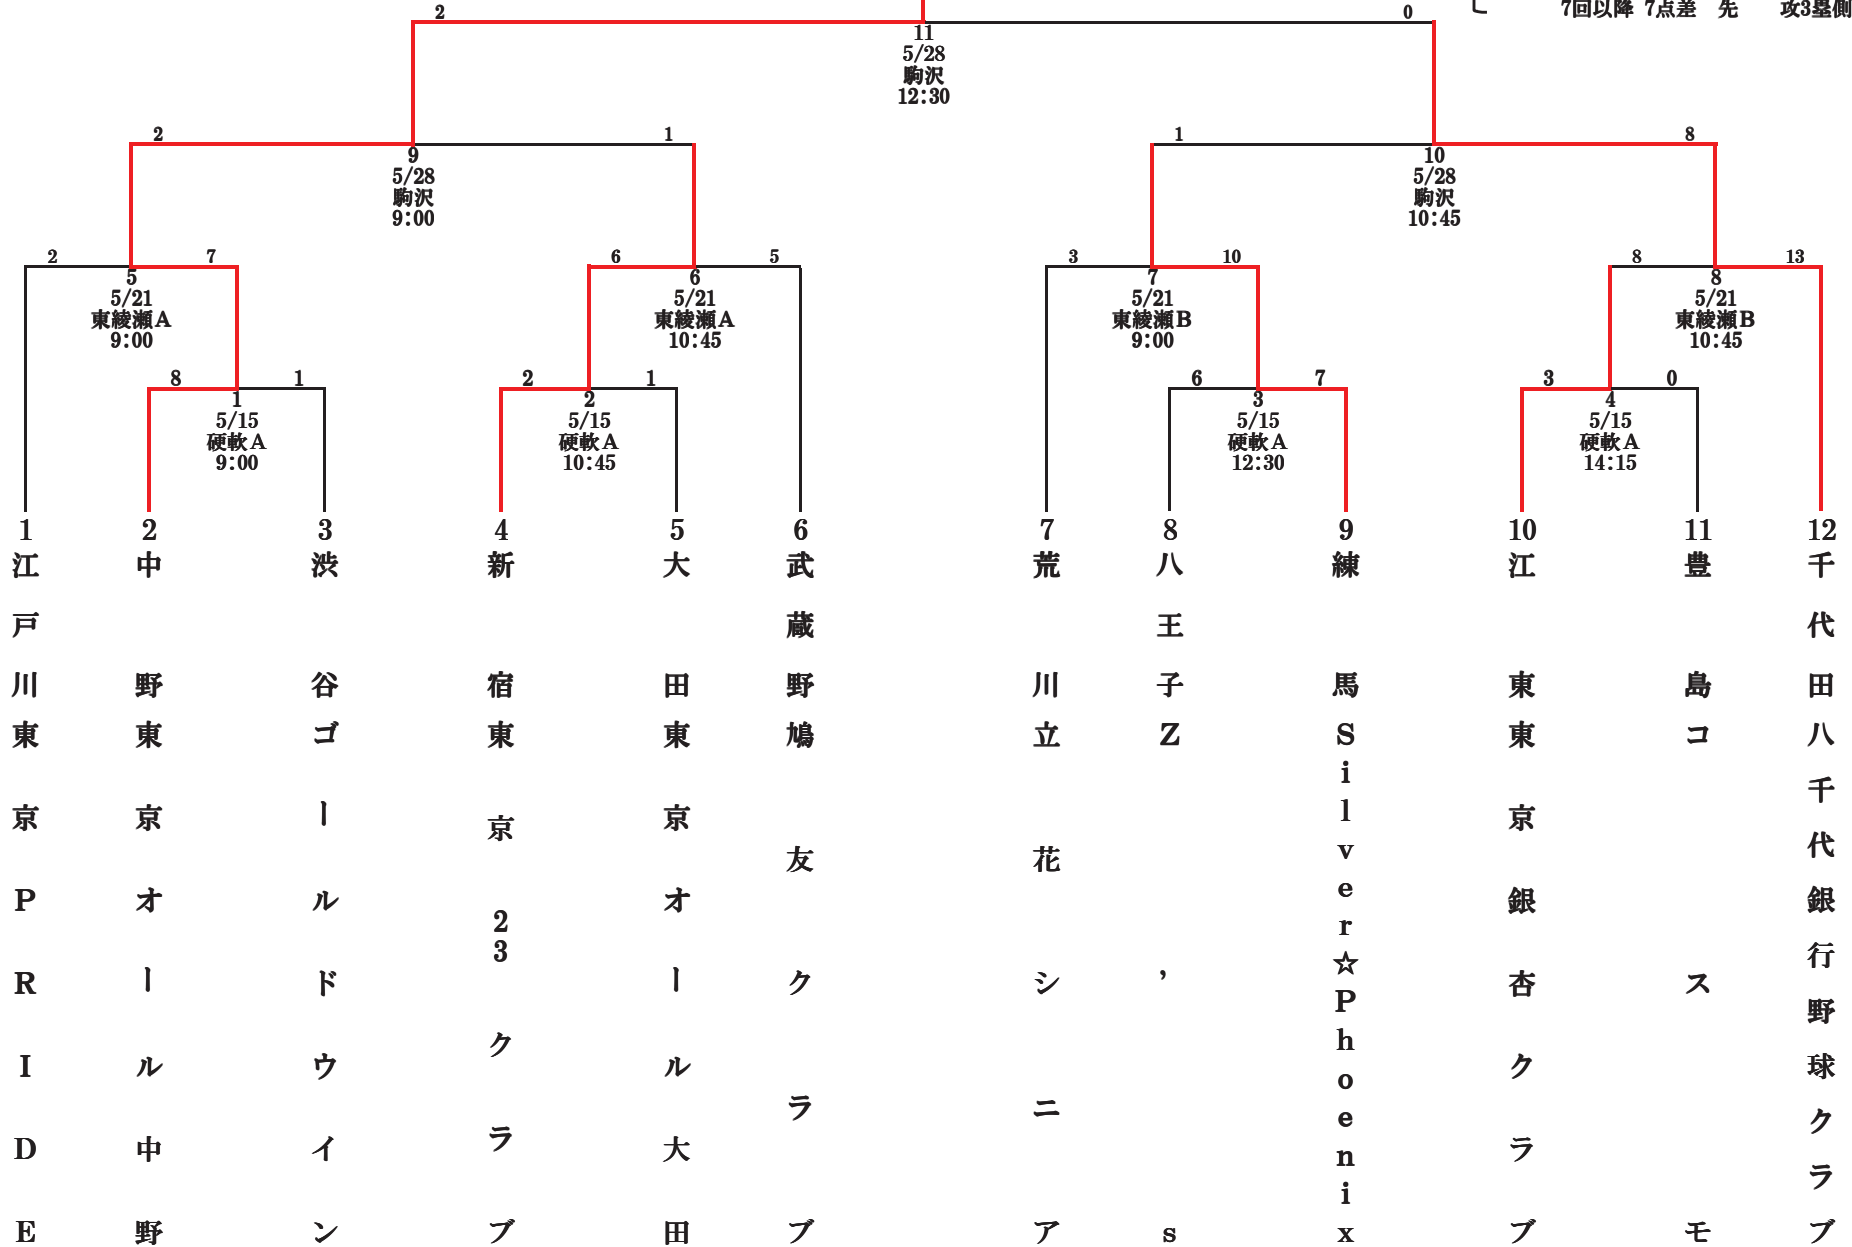 2 0 7回以降 7点差 先 攻3塁側
11
5/28
駒沢
12:30
2 1 1 8
9 10
5/28 5/28
駒沢 駒沢
9:00 10:45
2 7 6 5 3 10 8 13
5 6 7 8
5/21 5/21 5/21 5/21
東綾瀬A 東綾瀬A 東綾瀬B 東綾瀬B
9:00 10:45 9:00 10:45
8 1 2 1 6 7 3 0
1 2 3 4
5/15 5/15 5/15 5/15
硬軟A 硬軟A 硬軟A 硬軟A
9:00 10:45 12:30 14:15
1 江戸川 東京PRIDE
2 中野 東京オール中野
3 渋谷 ゴールドウイン
4 新宿 東京23クラブ
5 大田 東京オール大田
6 武蔵野 鳩友クラブ
7 荒川 立花シニア
8 八王子 Z’s
9 練馬 Silver☆Phoenix
10 江東 東京銀杏クラブ
11 豊島 コスモ
12 千代田 八千代銀行野球クラブ